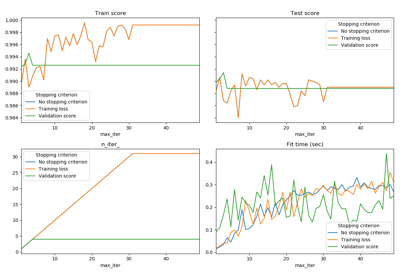 Train score
Test score
1.000
0.998
0.996
0.994
0.992
0.990
0.988
0.986
0.984
Stopping criterion
No stopping criterion
Training loss
Validation score
Stopping criterion
No stopping criterion
Training loss
Validation score
10 20 30 40
10 20 30 40
max_iter
max_iter
n_iter_
Fit time (sec)
30
25
20
15
10
5
0
Stopping criterion
No stopping criterion
Training loss
Validation score
0.4
0.3
0.2
0.1
0.0
Stopping criterion
No stopping criterion
Training loss
Validation score
10 20 30 40
10 20 30 40
max_iter
max_iter